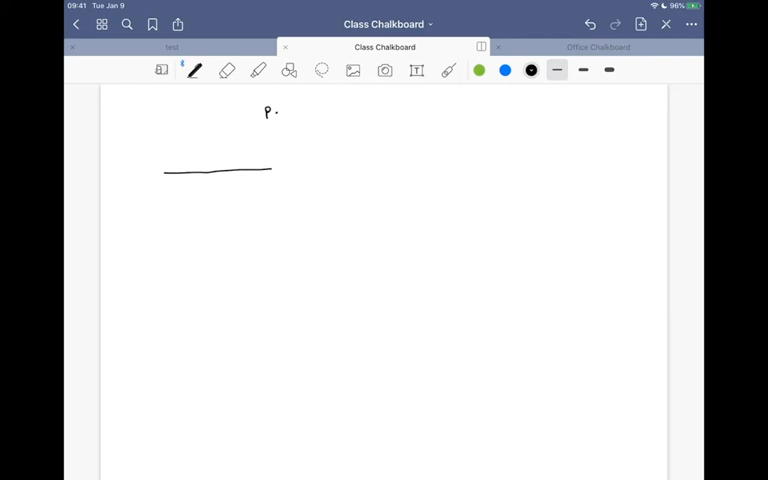 09:41 Tue Jan 9 96%
Class Chalkboard
test Class Chalkboard Office Chalkboard
T
P.